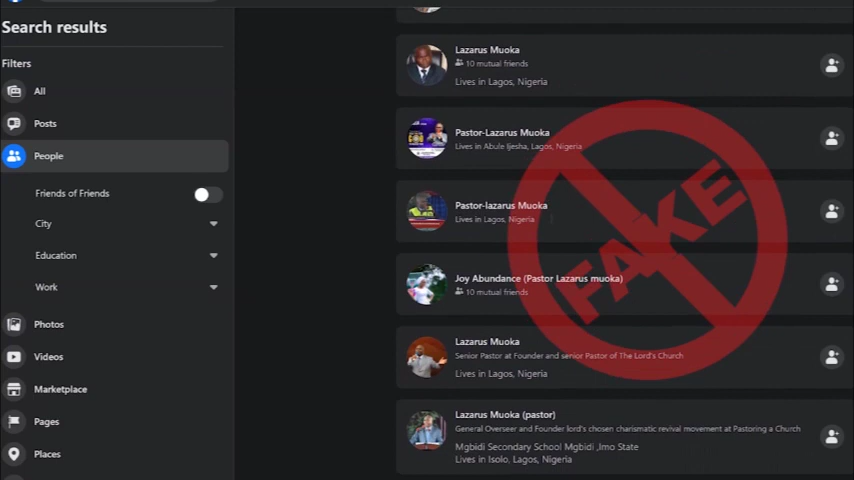 Search results
Filters
All
Posts
People
Friends of Friends
City
Education
Work
Photos
Videos
Marketplace
Pages
Places
Lazarus Muoka
10 mutual friends
Lives in Lagos, Nigeria
Pastor-Lazarus Muoka
Lives in Abule Ijesha, Lagos, Nigeria
Pastor-lazarus Muoka
Lives in Lagos, Nigeria
Joy Abundance (Pastor Lazarus muoka)
10 mutual friends
Lazarus Muoka
Senior Pastor at Founder and senior Pastor of The Lord's Church
Lives in Lagos, Nigeria
Lazarus Muoka (pastor)
General Overseer and Founder lord's chosen charismatic revival movement at Pastoring a Church
Mgbidi Secondary School Mgbidi ,Imo State
Lives in Isolo, Lagos, Nigeria
FAKE